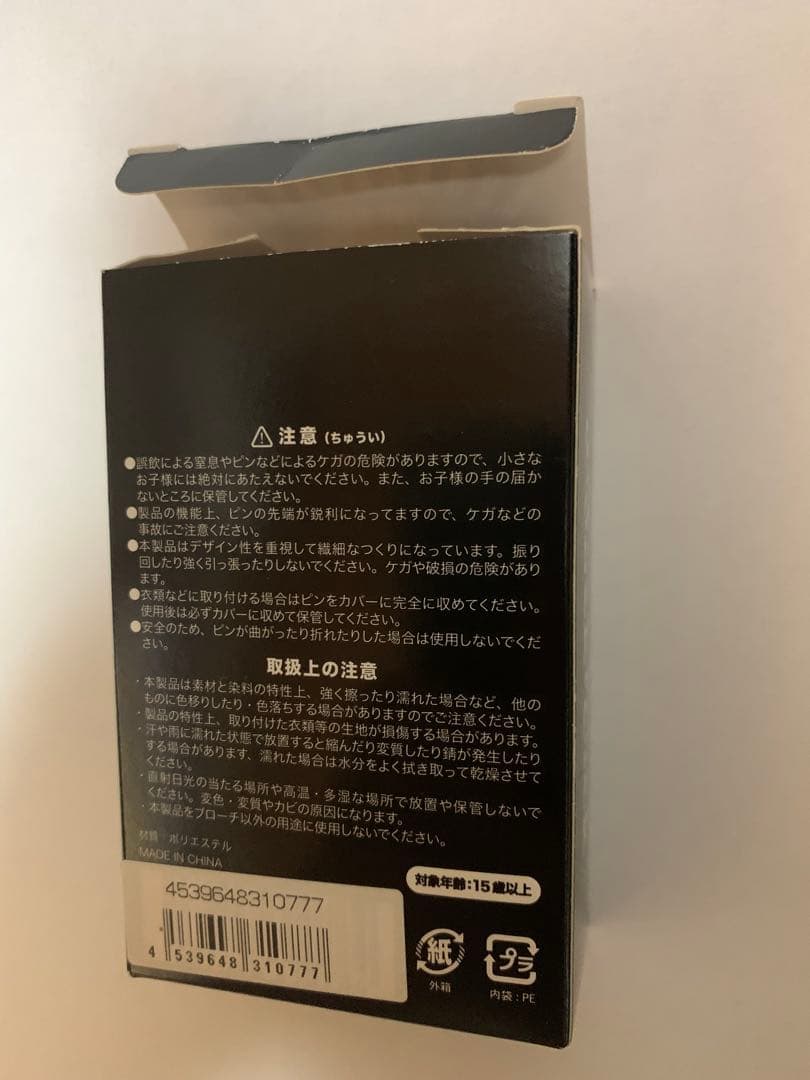 ⚠ 注意（ちゅうい）
●誤飲による窒息やピンなどによるケガの危険がありますので、小さな
お子様には絶対にあたえないでください。また、お子様の手の届か
ないところに保管してください。
●製品の機能上、ピンの先端が鋭利になってますので、ケガなどの
事故にご注意ください。
●本製品はデザイン性を重視して繊細なつくりになっています。振り
回したり強く引っ張ったりしないでください。ケガや破損の危険があり
ます。
●衣類などに取り付ける場合はピンをカバーに完全に収めてください。
使用後は必ずカバーに収めて保管してください。
●安全のため、ピンが曲がったり折れたりした場合は使用しないでくだ
さい。
取扱上の注意
・本製品は素材と染料の特性上、強く擦ったり濡れた場合など、他の
ものに色移りしたり・色落ちする場合がありますのでご注意ください。
・製品の特性上、取り付けた衣類等の生地が損傷する場合があります。
・汗や雨に濡れた状態で放置すると縮んだり変質したり錆が発生したり
する場合があります、濡れた場合は水分をよく拭き取って乾燥させて
ください。
・直射日光の当たる場所や高温・多湿な場所で放置や保管しないで
ください。変色・変質やカビの原因になります。
・本製品をブローチ以外の用途に使用しないでください。
材質：ポリエステル
MADE IN CHINA
対象年齢：15歳以上
4539648310777
4 539648 310777
紙
外箱
プラ
内袋：PE